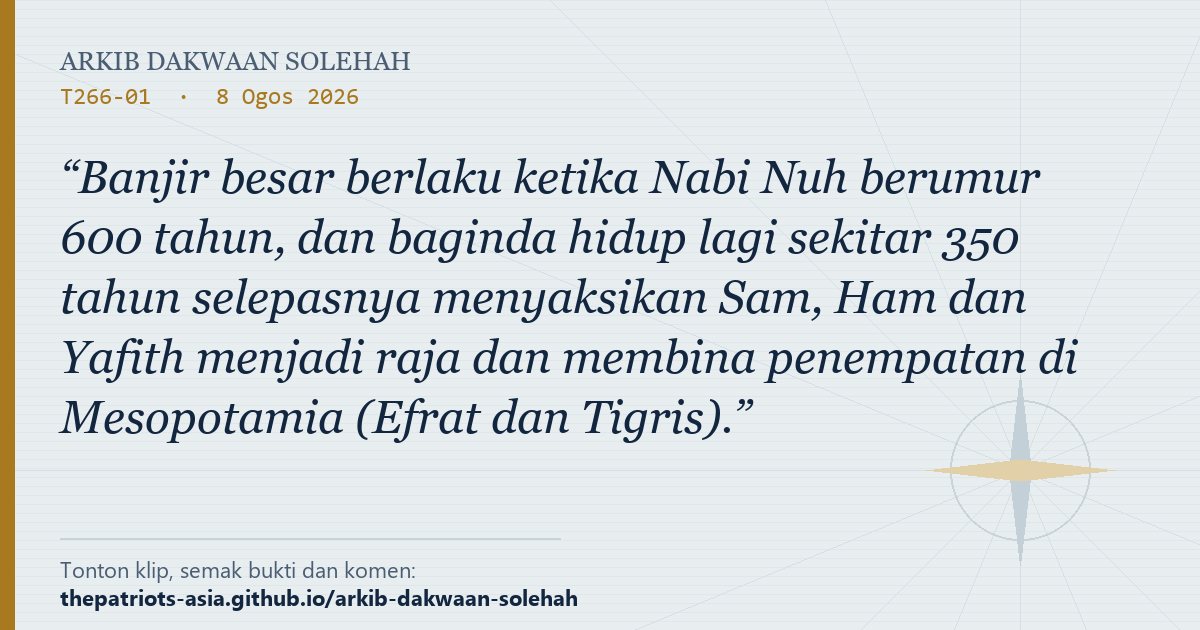 ARKIB DAKWAAN SOLEHAH
T266-01 · 8 Ogos 2026
“Banjir besar berlaku ketika Nabi Nuh berumur
600 tahun, dan baginda hidup lagi sekitar 350
tahun selepasnya menyaksikan Sam, Ham dan
Yafith menjadi raja dan membina penempatan di
Mesopotamia (Efrat dan Tigris).”
Tonton klip, semak bukti dan komen:
thepatriots-asia.github.io/arkib-dakwaan-solehah